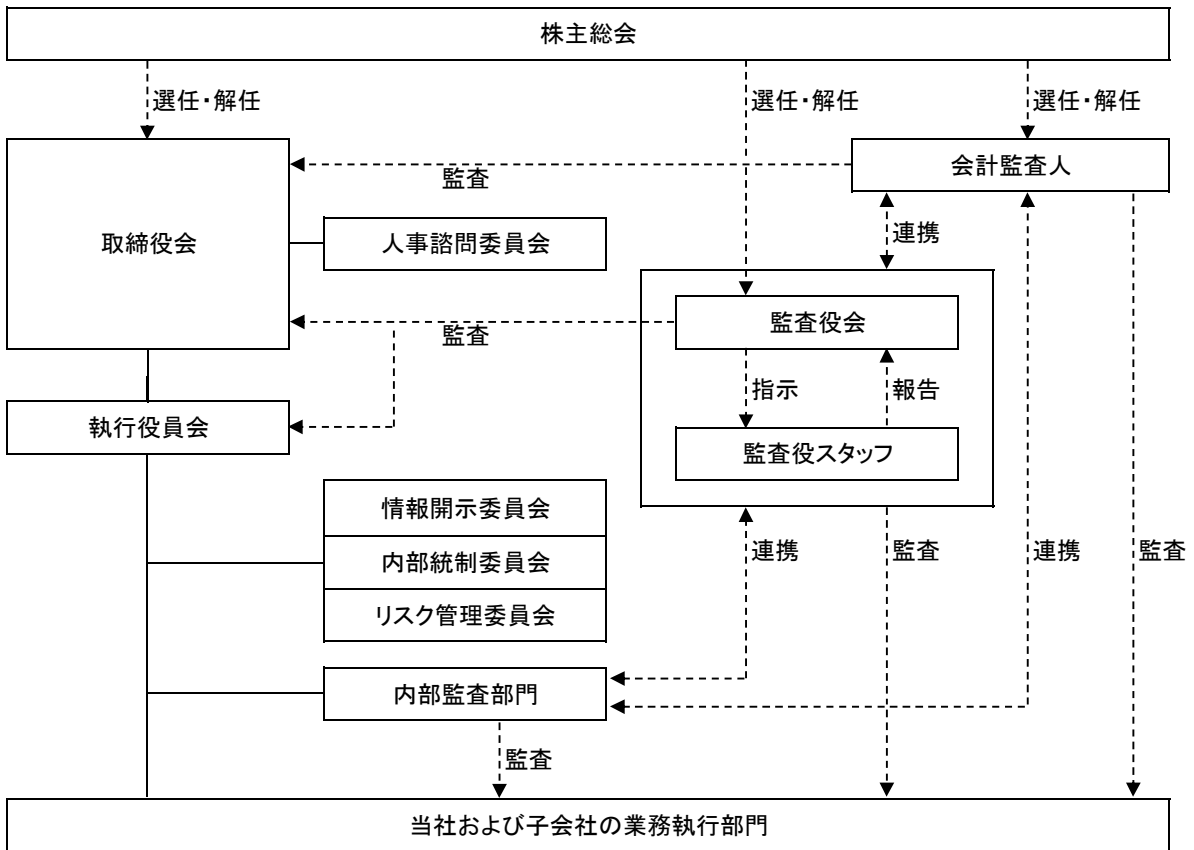 株主総会
選任・解任
選任・解任
選任・解任
会計監査人
監査
取締役会
人事諮問委員会
連携
監査役会
監査
指示
報告
執行役員会
監査役スタッフ
情報開示委員会
内部統制委員会
リスク管理委員会
連携
監査
連携
監査
内部監査部門
監査
当社および子会社の業務執行部門